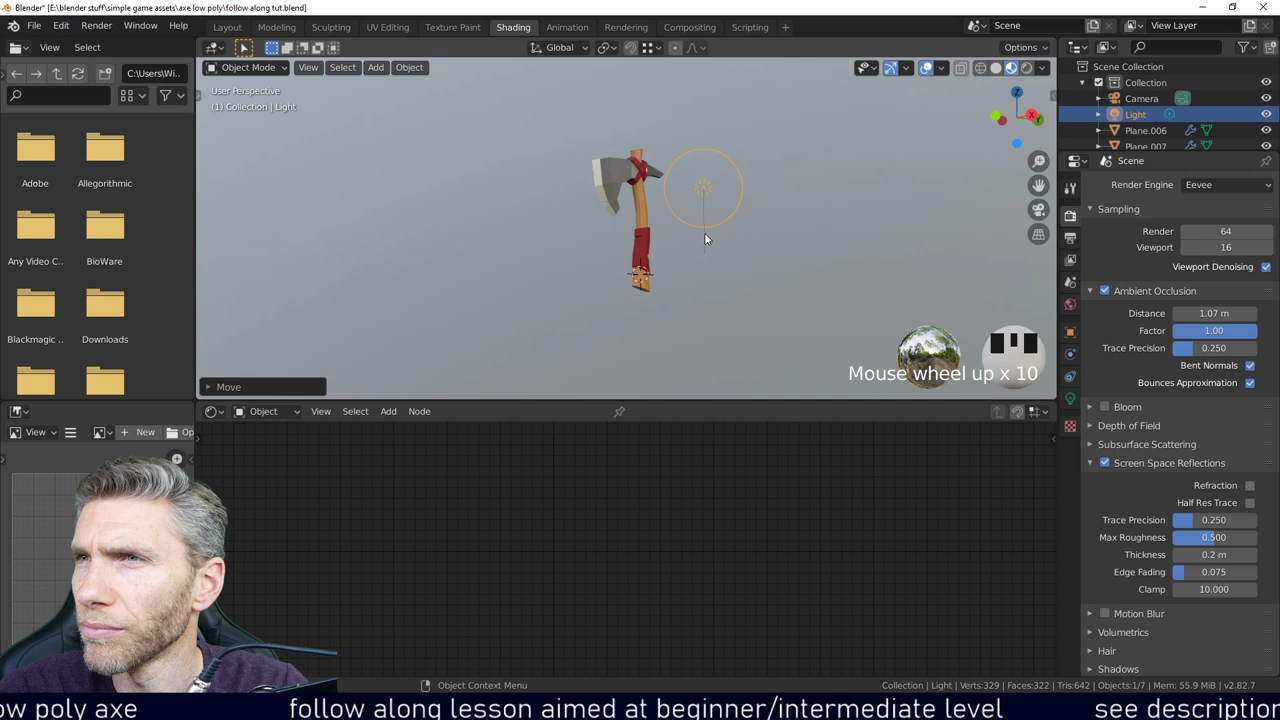 Blender* [E:\blender stuff\simple game assets\axe low poly\follow along tut.blend]
File Edit Render Window Help Layout Modeling Sculpting UV Editing Texture Paint Shading Animation Rendering Compositing Scripting + Scene View Layer
View Select Global Options
C:\Users\Wi.. Object Mode View Select Add Object
User Perspective
(1) Collection | Light
Adobe Allegorithmic
Any Video C.. BioWare
Blackmagic .. Downloads
Z
X
Y
Move
Mouse wheel up x 10
View New Op
Object View Select Add Node
Scene Collection
Collection
Camera
Light
Plane.006
Plane.007
Scene
Render Engine Eevee
Sampling
Render 64
Viewport 16
Viewport Denoising
Ambient Occlusion
Distance 1.07 m
Factor 1.00
Trace Precision 0.250
Bent Normals
Bounces Approximation
Bloom
Depth of Field
Subsurface Scattering
Screen Space Reflections
Refraction
Half Res Trace
Trace Precision 0.250
Max Roughness 0.500
Thickness 0.2 m
Edge Fading 0.075
Clamp 10.000
Motion Blur
Volumetrics
Hair
Shadows
Object Context Menu
Collection | Light | Verts:329 | Faces:322 | Tris:642 | Objects:1/7 | Mem: 55.9 MiB | v2.82.7
ow poly axe follow along lesson aimed at beginner/intermediate level see description